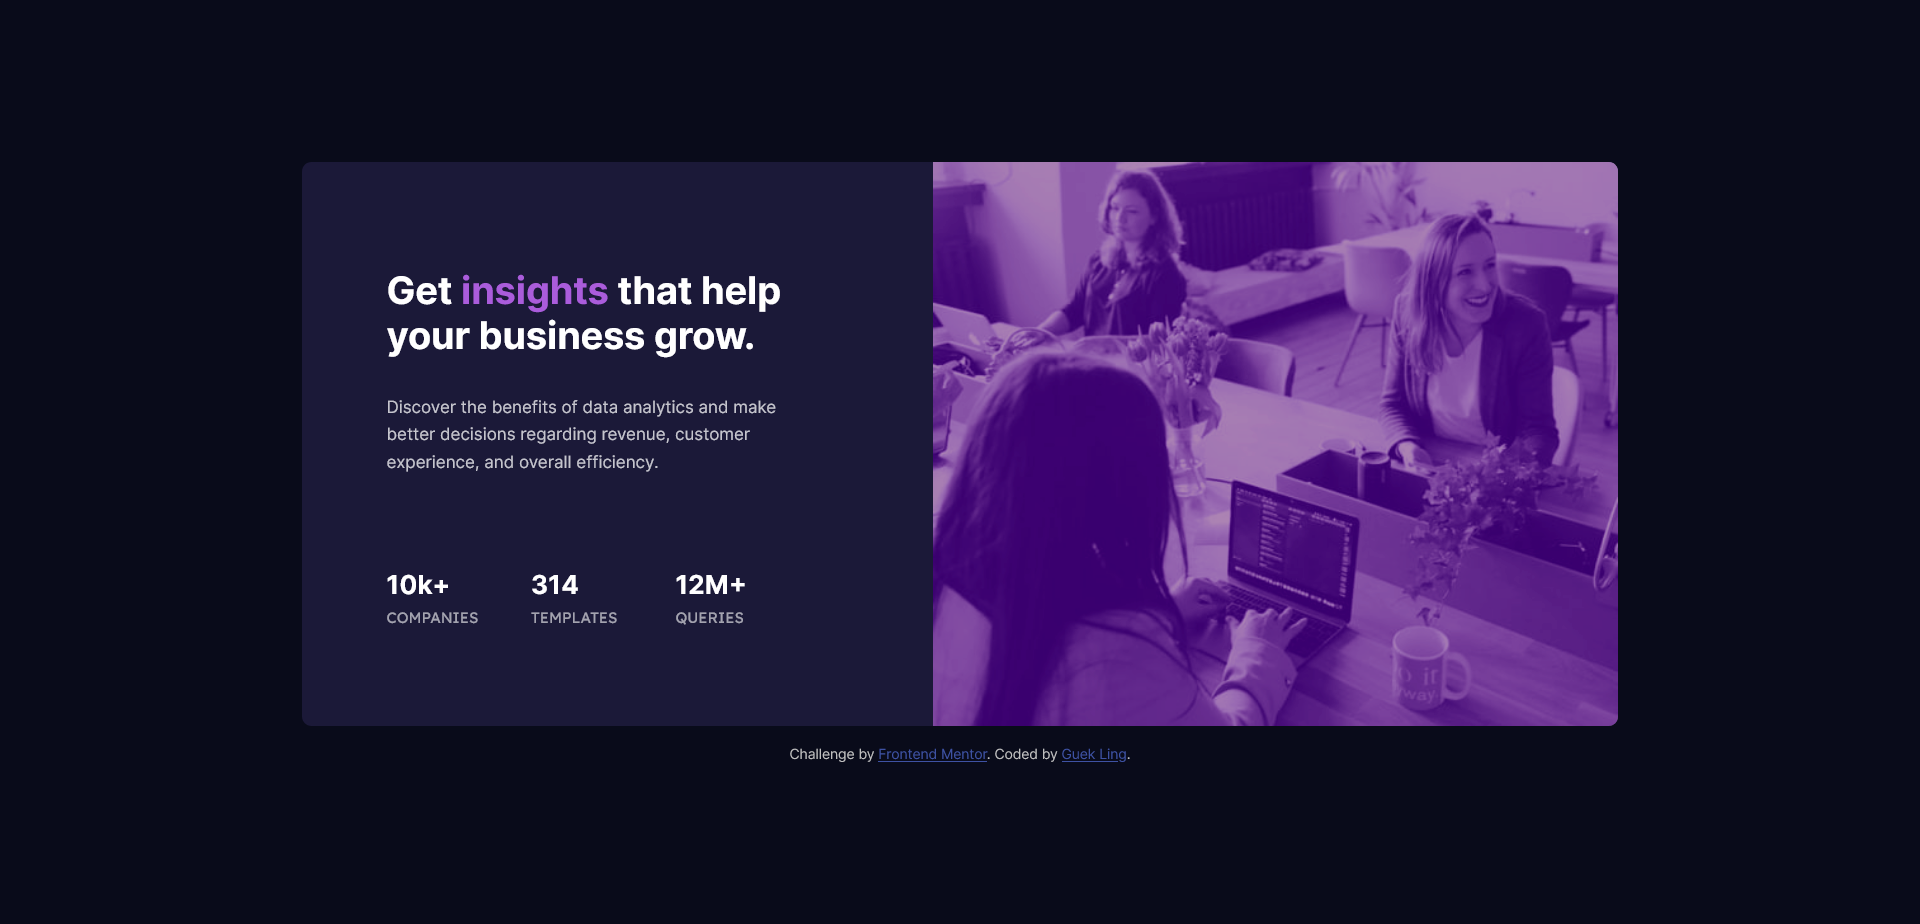 Get insights that help
your business grow.
Discover the benefits of data analytics and make
better decisions regarding revenue, customer
experience, and overall efficiency.
10k+ 314 12M+
COMPANIES TEMPLATES QUERIES
it
Challenge by Frontend Mentor. Coded by Guek Ling.